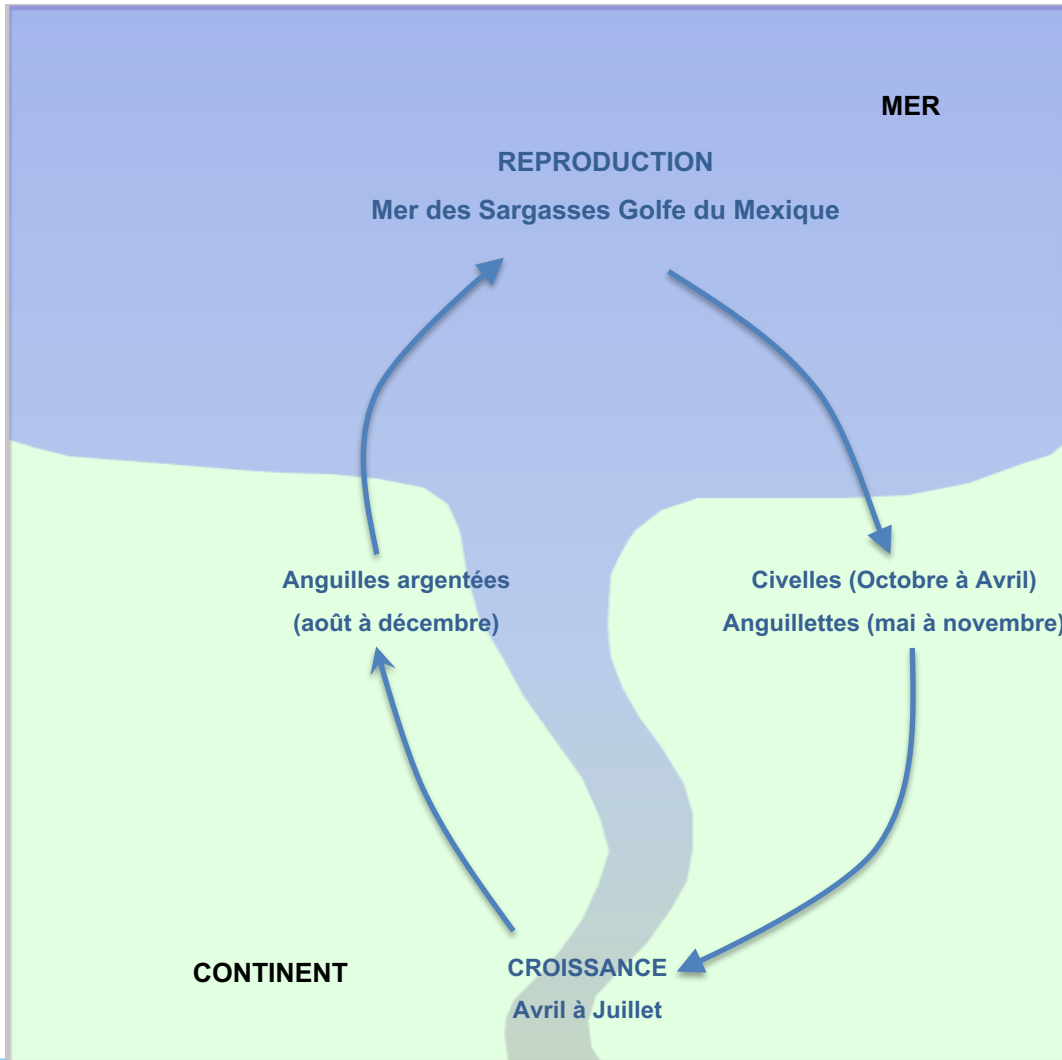 MER
REPRODUCTION
Mer des Sargasses Golfe du Mexique
Anguilles argentées
(août à décembre)
Civelles (Octobre à Avril)
Anguillettes (mai à novembre)
CONTINENT
CROISSANCE
Avril à Juillet